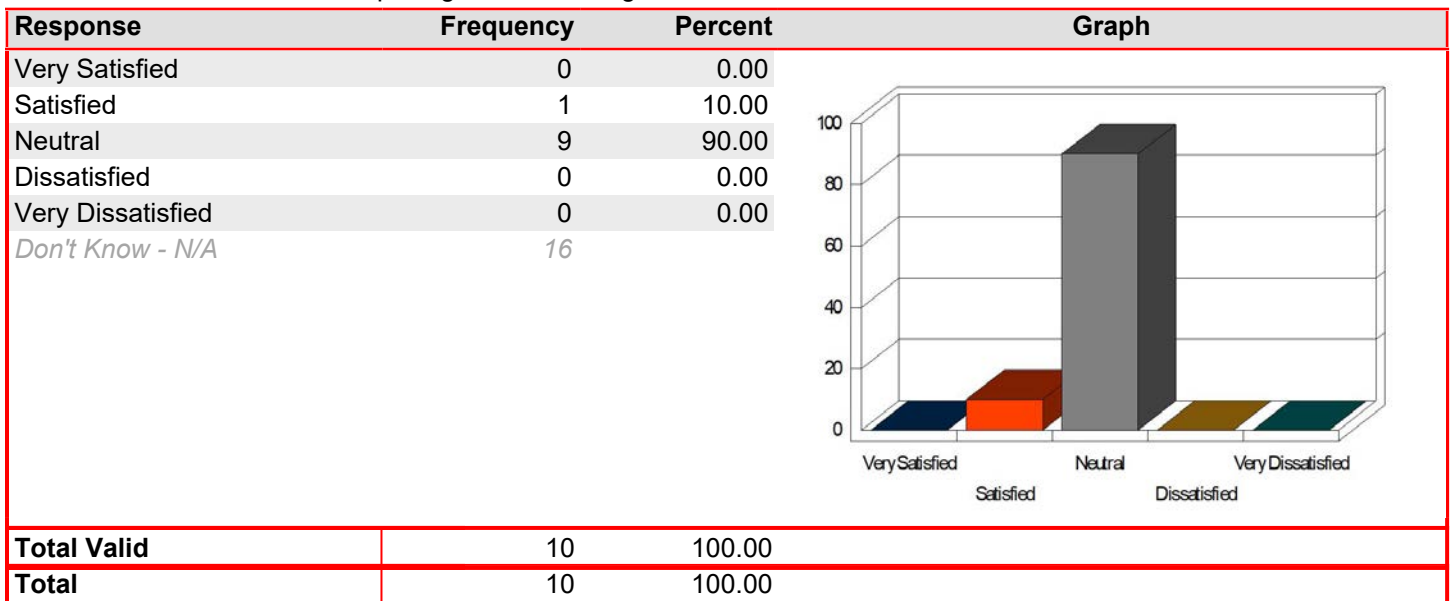 Response Frequency Percent Graph
Very Satisfied 0 0.00
Satisfied 1 10.00
Neutral 9 90.00
Dissatisfied 0 0.00
Very Dissatisfied 0 0.00
Don't Know - N/A 16
100
80
60
40
20
0
Very Satisfied Neutral Very Dissatisfied
Satisfied Dissatisfied
Total Valid 10 100.00
Total 10 100.00